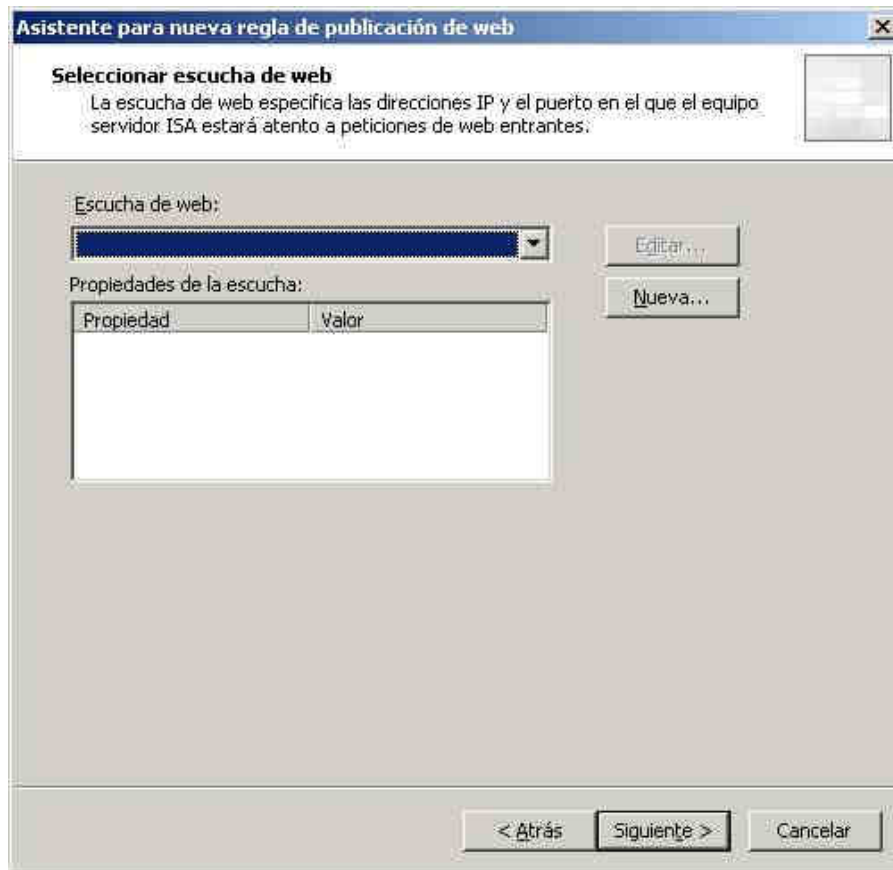 Asistente para nueva regla de publicación de web
Seleccionar escucha de web
La escucha de web especifica las direcciones IP y el puerto en el que el equipo
servidor ISA estará atento a peticiones de web entrantes.
Escucha de web:
Editar...
Propiedades de la escucha:
Nueva...
Propiedad Valor
< Atrás Siguiente > Cancelar